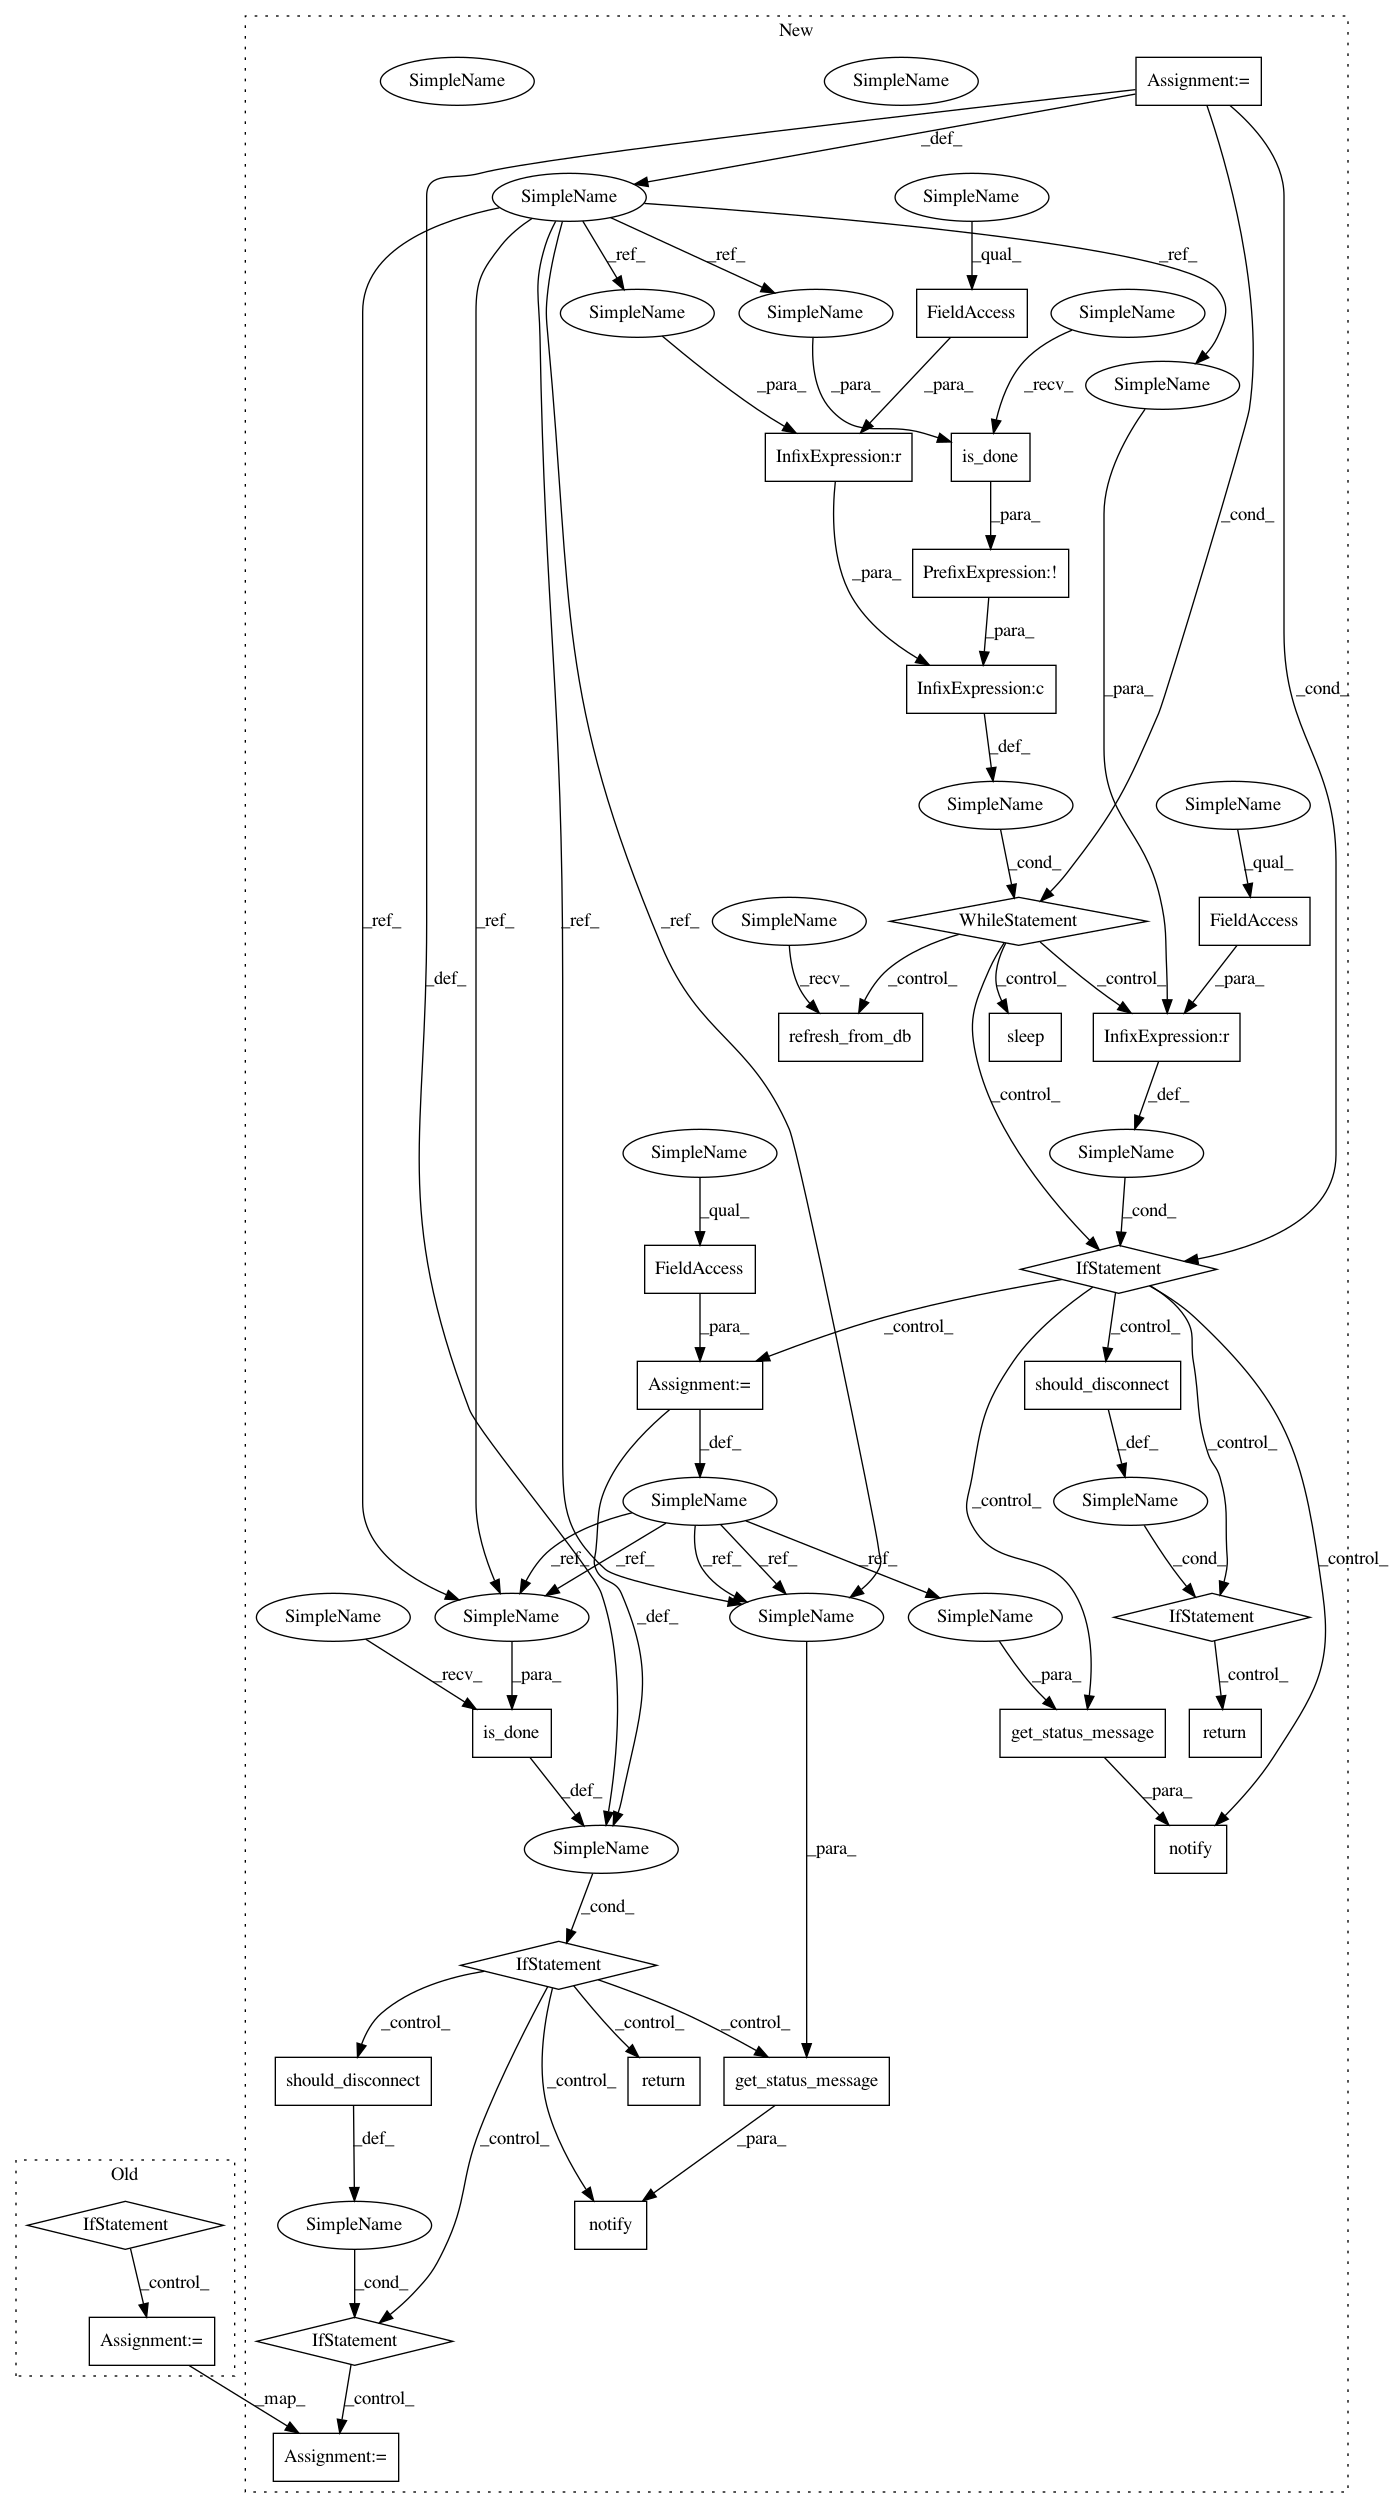 New
SimpleName
SimpleName
Assignment:=
_def_
SimpleName
SimpleName
_ref_
_ref_
_qual_
_ref_
SimpleName
SimpleName
FieldAccess
SimpleName
_para_
_para_
_para_
_recv_
SimpleName
InfixExpression:r
is_done
_para_
_cond_
PrefixExpression:!
_para_
_para_
InfixExpression:c
_para_
_cond_
_def_
SimpleName
SimpleName
_cond_
_qual_
_ref_
_ref_
_ref_
_ref_
SimpleName
WhileStatement
FieldAccess
_def_
_recv_
_control_
_control_
_control_
_para_
refresh_from_db
sleep
InfixExpression:r
_control_
_def_
SimpleName
SimpleName
_qual_
_cond_
FieldAccess
IfStatement
_para_
_control_
_control_
Assignment:=
should_disconnect
_def_
_def_
_control_
SimpleName
SimpleName
_control_
_ref_
_ref_
_ref_
_ref_
_ref_
_cond_
_control_
SimpleName
SimpleName
SimpleName
SimpleName
IfStatement
_def_
_recv_
_para_
_para_
_control_
is_done
get_status_message
return
_def_
_para_
SimpleName
_para_
notify
_cond_
IfStatement
_control_
_control_
_control_
_control_
should_disconnect
return
get_status_message
_def_
_control_
_para_
Old
IfStatement
SimpleName
notify
_control_
_cond_
Assignment:=
IfStatement
_map_
_control_
Assignment:=